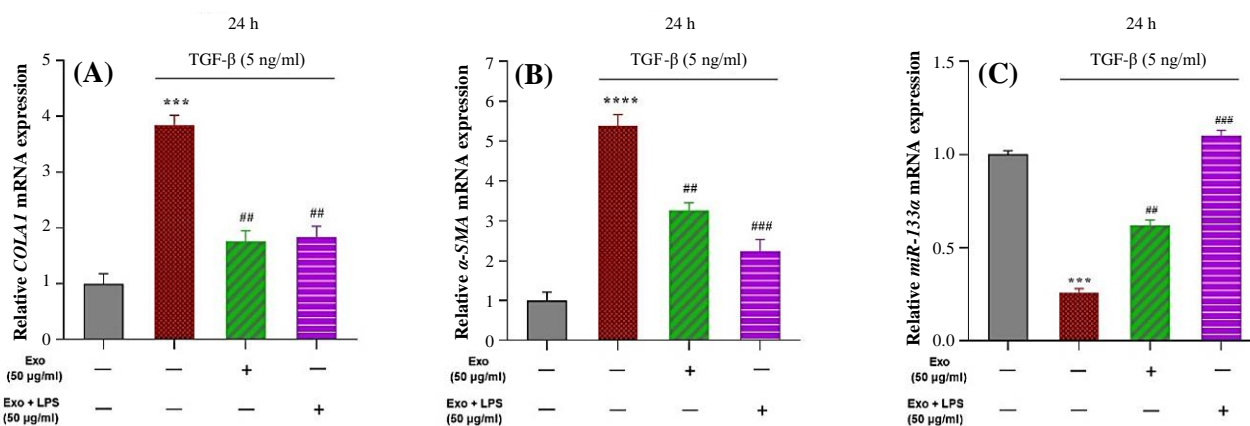 24 h
TGF-β (5 ng/ml)
(A)
Relative COLA1 mRNA expression
5
4
3
2
1
0
***
##
##
Exo
(50 µg/ml)
— — + —
Exo + LPS
(50 µg/ml)
— — — +
24 h
TGF-β (5 ng/ml)
(B)
Relative α-SMA mRNA expression
7
6
5
4
3
2
1
0
****
##
###
Exo
(50 µg/ml)
— — + —
Exo + LPS
(50 µg/ml)
— — — +
24 h
TGF-β (5 ng/ml)
(C)
Relative miR-133α mRNA expression
1.5
1.0
0.5
0.0
***
##
###
Exo
(50 µg/ml)
— — + —
Exo + LPS
(50 µg/ml)
— — — +